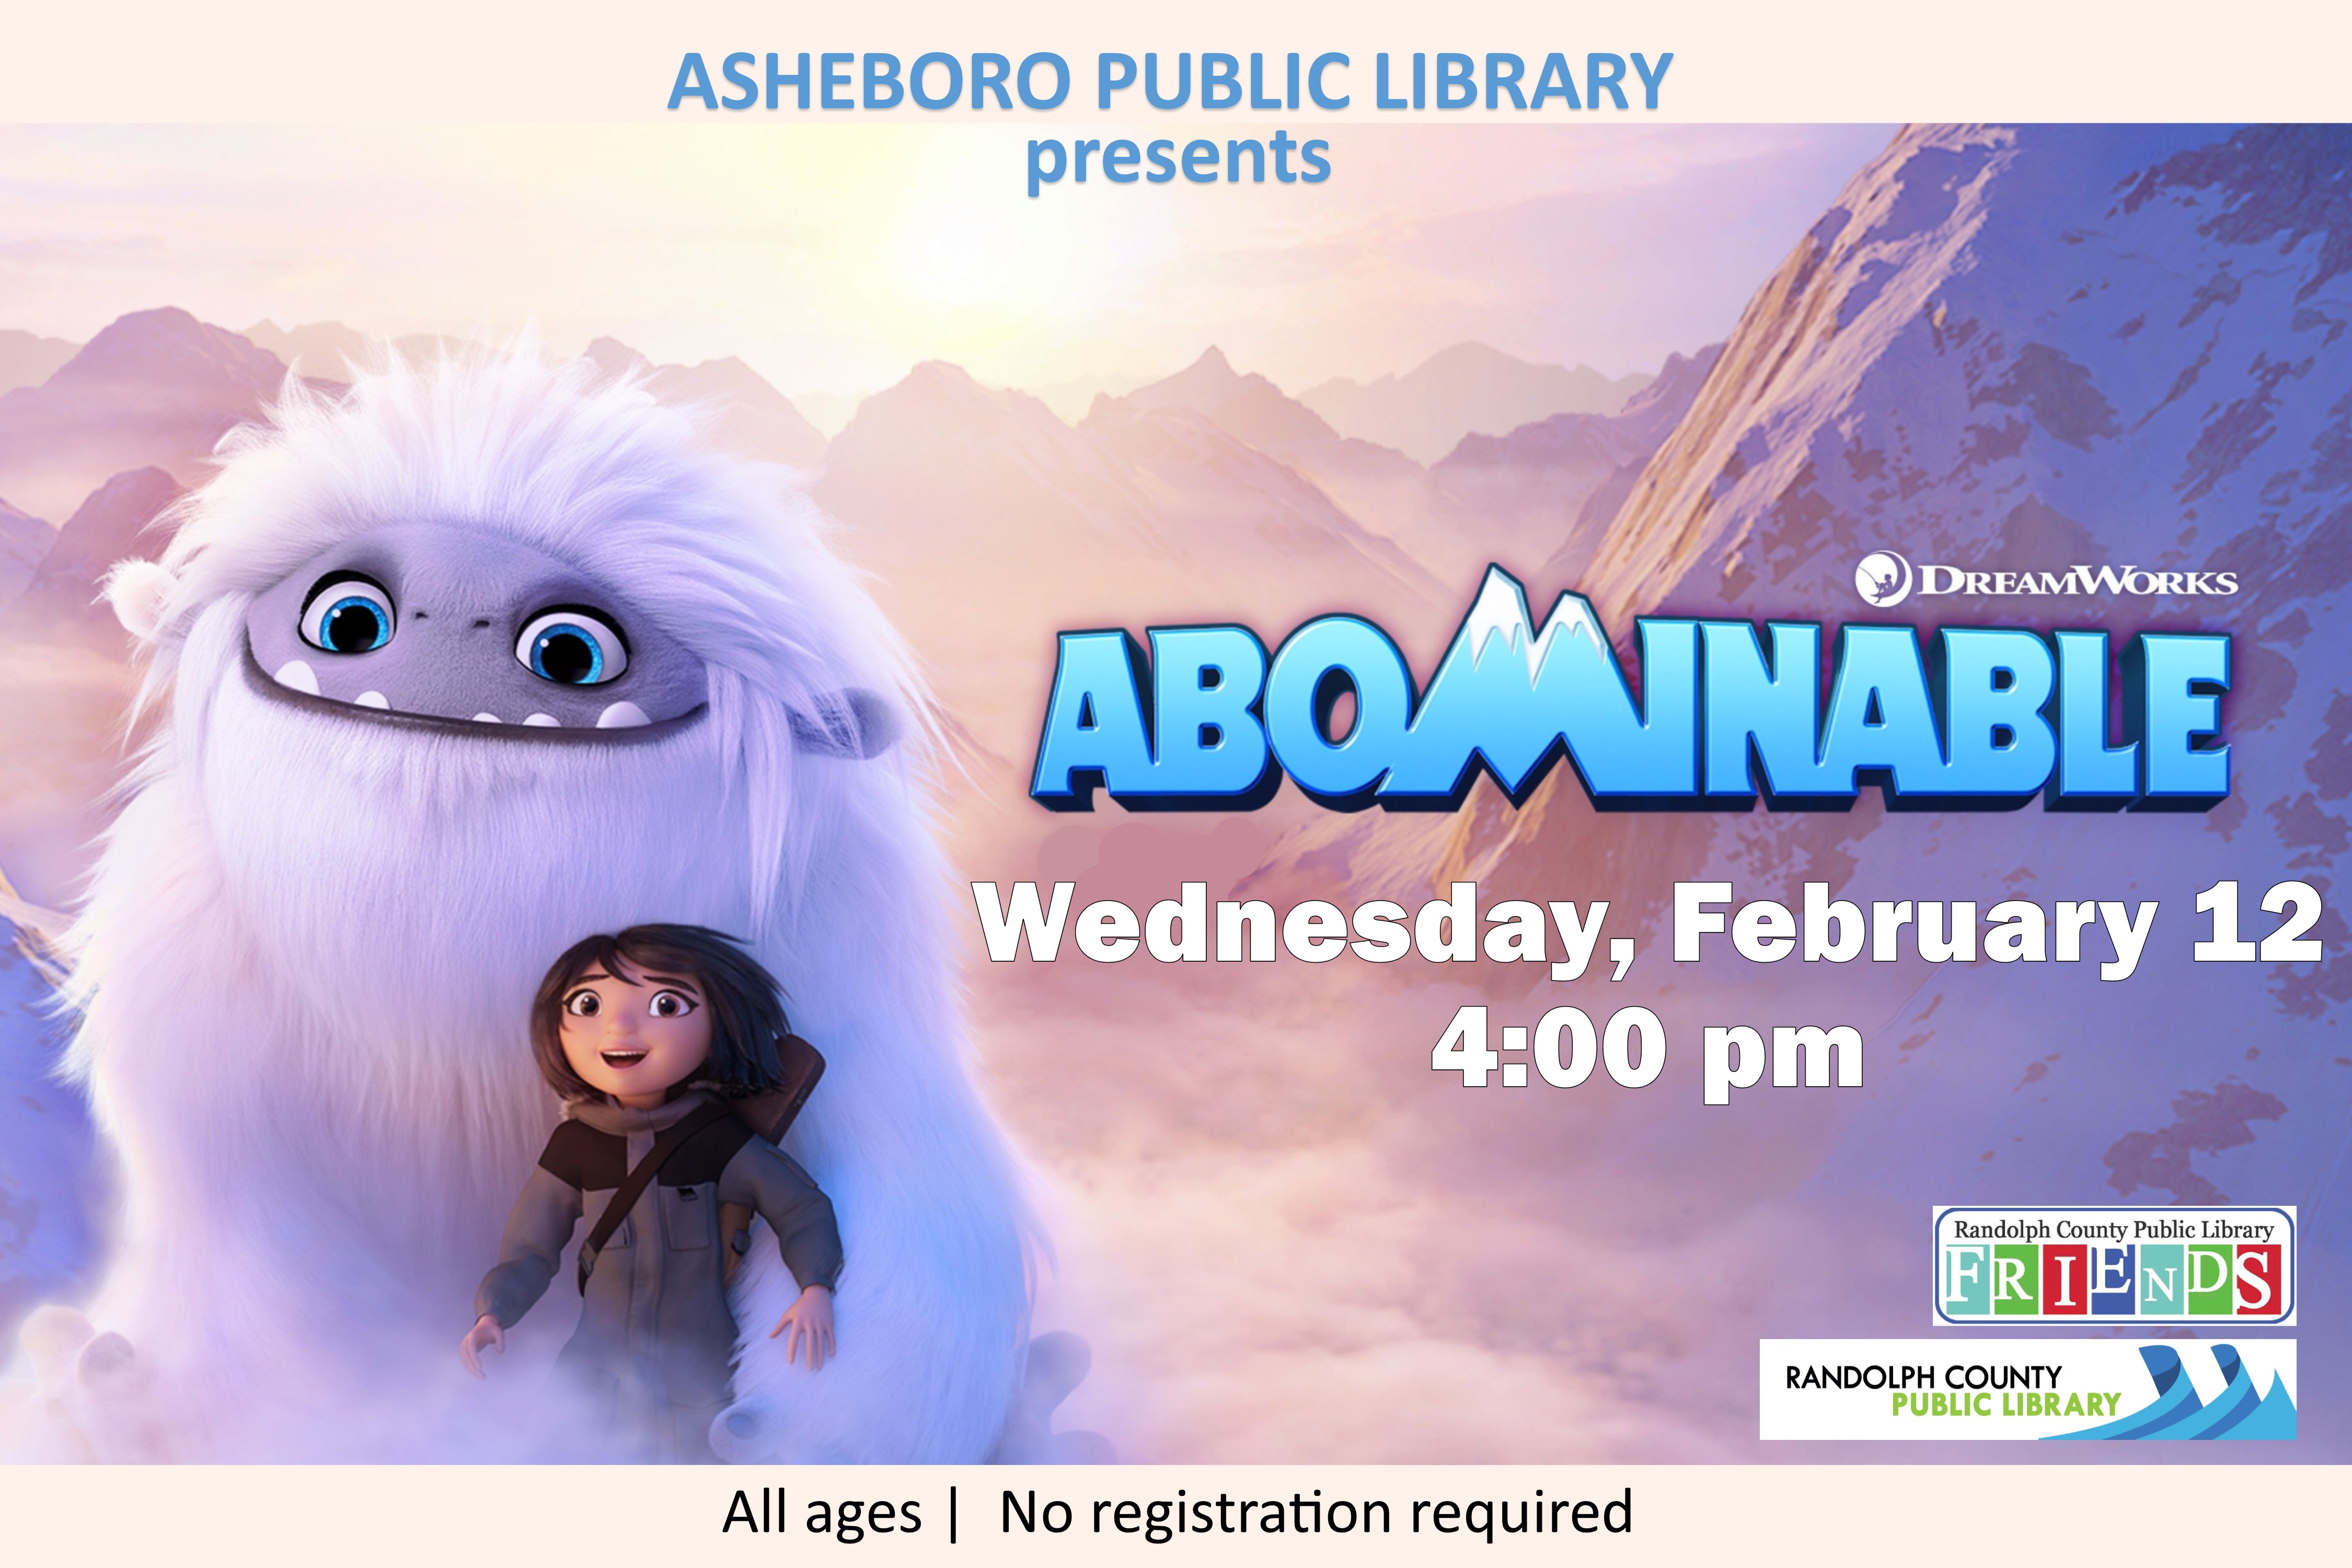 ASHEBORO PUBLIC LIBRARY
presents
DREAMWORKS
ABOMINABLE
Wednesday, February 12
4:00 pm
Randolph County Public Library
FRIENDS
RANDOLPH COUNTY
PUBLIC LIBRARY
All ages | No registration required